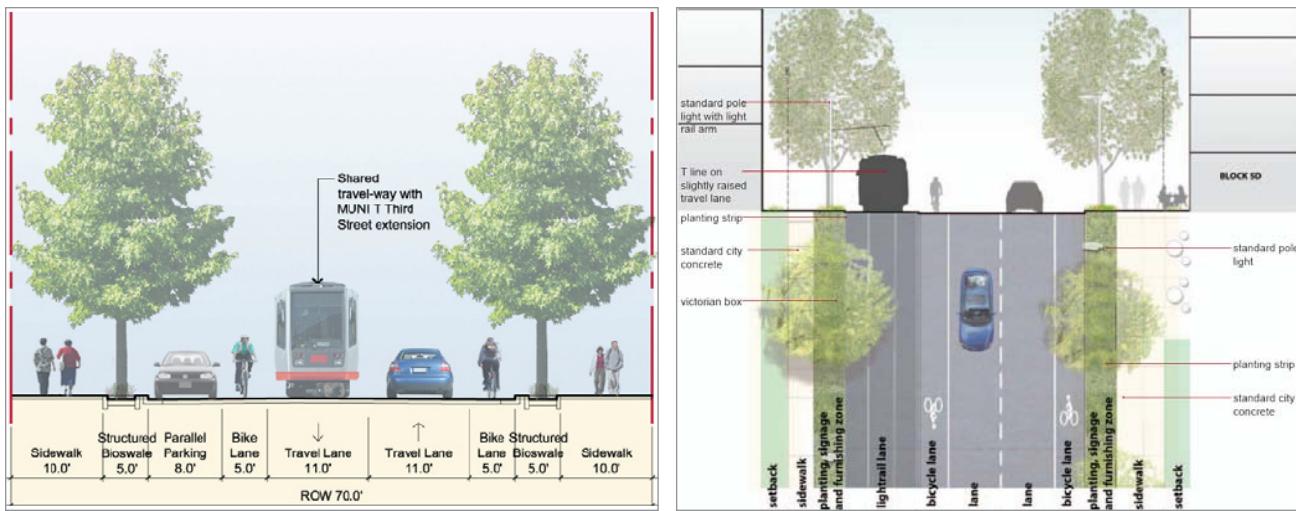 Shared
travel-way with
MUNI T Third
Street extension
Sidewalk
10.0'
Structured
Bioswale
5.0'
Parallel
Parking
8.0'
Bike
Lane
5.0'
Travel Lane
11.0'
Travel Lane
11.0'
Bike
Lane
5.0'
Structured
Bioswale
5.0'
Sidewalk
10.0'
ROW 70.0'
standard pole
light with light
rail arm
T line on
slightly raised
travel lane
planting strip
standard city
concrete
victorian box
BLOCK 5D
standard pole
light
planting strip
standard city
concrete
setback
sidewalk
planting, signage
and furnishing zone
lightrail lane
bicycle lane
lane
lane
bicycle lane
planting, signage
and furnishing zone
sidewalk
setback